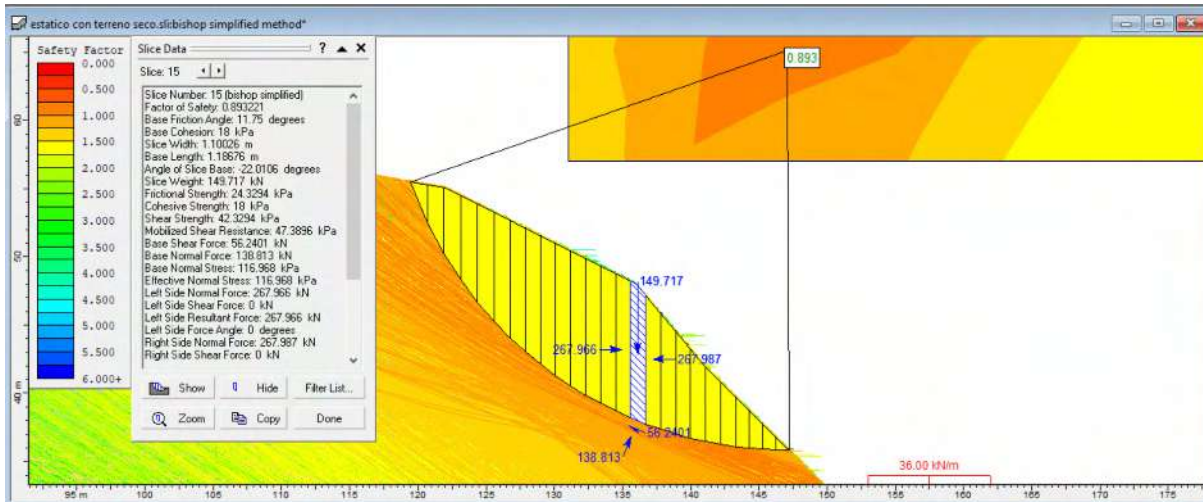 estatico con terreno seco.sli:bishop simplified method*
Safety Factor
0.000
0.500
1.000
1.500
2.000
2.500
3.000
3.500
4.000
4.500
5.000
5.500
6.000+
Slice Data
? ▲ X
Slice: 15
Slice Number: 15 (bishop simplified)
Factor of Safety: 0.893221
Base Friction Angle: 11.75 degrees
Base Cohesion: 18 kPa
Slice Width: 1.10026 m
Base Length: 1.18676 m
Angle of Slice Base: -22.0106 degrees
Slice Weight: 149.717 kN
Frictional Strength: 24.3294 kPa
Cohesive Strength: 18 kPa
Shear Strength: 42.3294 kPa
Mobilized Shear Resistance: 47.3896 kPa
Base Shear Force: 56.2401 kN
Base Normal Force: 138.813 kN
Base Normal Stress: 116.968 kPa
Effective Normal Stress: 116.968 kPa
Left Side Normal Force: 267.966 kN
Left Side Shear Force: 0 kN
Left Side Resultant Force: 267.966 kN
Left Side Force Angle: 0 degrees
Right Side Normal Force: 267.987 kN
Right Side Shear Force: 0 kN
Show
Hide
Filter List...
Zoom
Copy
Done
0.893
149.717
267.966
267.987
56.2401
138.813
36.00 kN/m
60
50
40 m
95 m
100
105
110
115
120
125
130
135
140
145
150
155
160
165
170
175